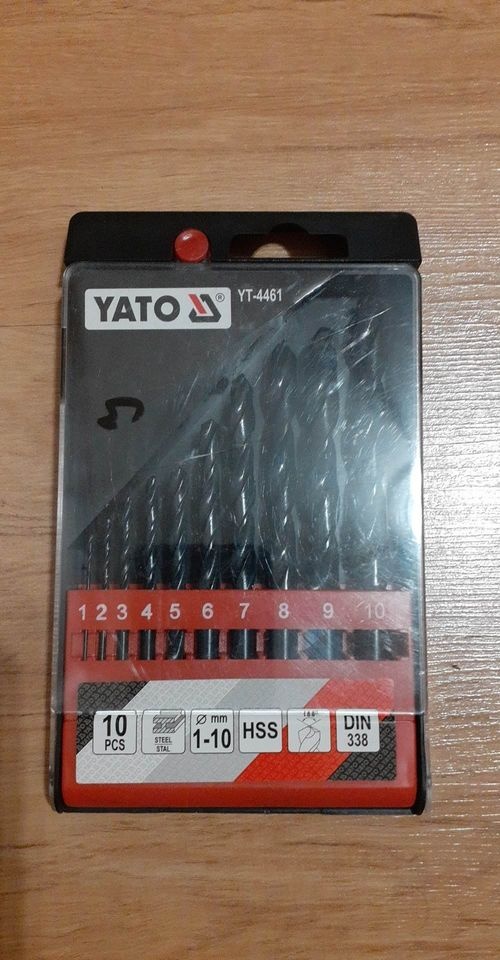 YATO ®
YT-4461
1 2 3 4 5 6 7 8 9 10
10
PCS
STEEL
STAL
Ø mm
1-10
HSS
DIN
338